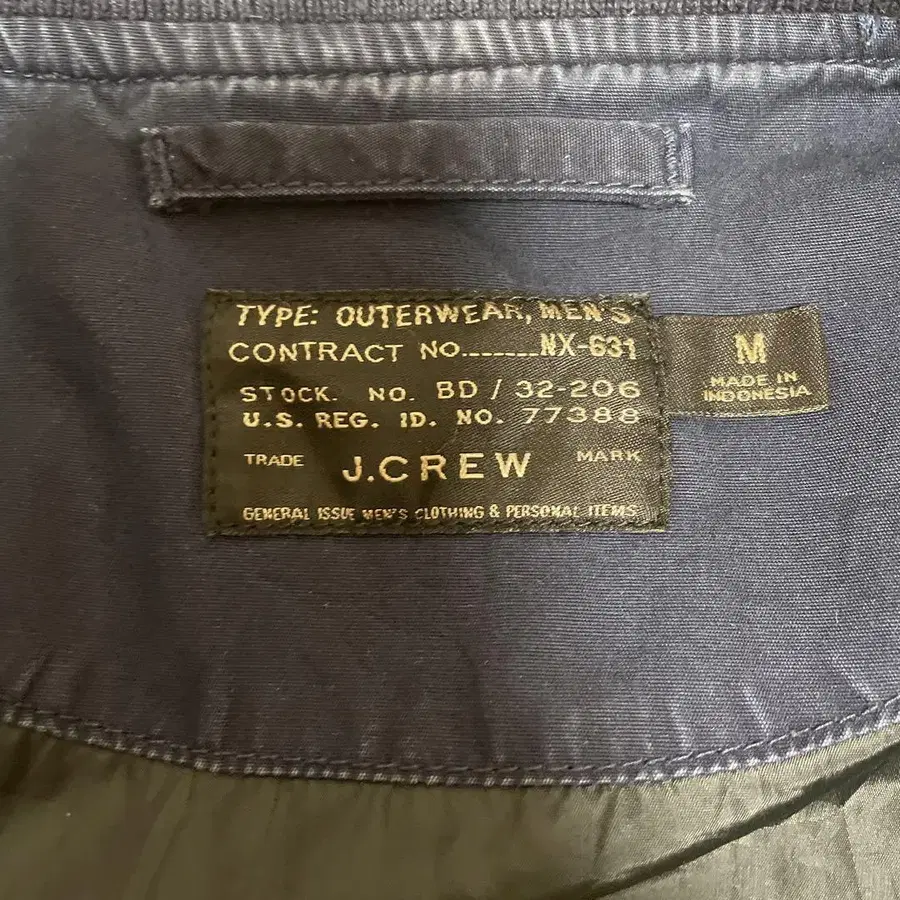 TYPE: OUTERWEAR, MEN'S
CONTRACT NO.......NX-631
STOCK. NO. BD / 32-206
U.S. REG. ID. NO. 77388
TRADE J.CREW MARK
GENERAL ISSUE MEN'S CLOTHING & PERSONAL ITEMS
M
MADE IN
INDONESIA